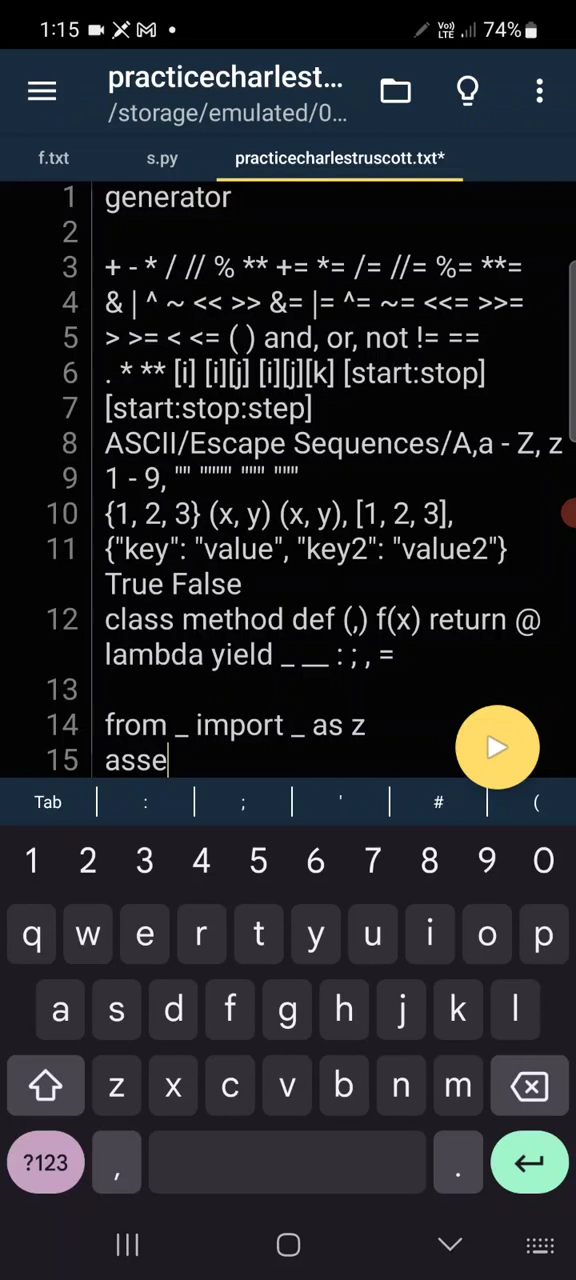 1:15 74%
Vo)) LTE
practicecharlest...
/storage/emulated/0...
f.txt s.py practicecharlestruscott.txt*
1 generator
2
3 + - * / // % ** += *= /= //= %= **=
4 & | ^ ~ << >> &= |= ^= ~= <<= >>=
5 > >= < <= ( ) and, or, not != ==
6 . * ** [i] [i][j] [i][j][k] [start:stop]
7 [start:stop:step]
8 ASCII/Escape Sequences/A,a - Z, z
9 1 - 9, "" """"" """" """"
10 {1, 2, 3} (x, y) (x, y), [1, 2, 3],
11 {"key": "value", "key2": "value2"}
True False
12 class method def (,) f(x) return @
lambda yield _ __ : ; , =
13
14 from _ import _ as z
15 asse
Tab : ; ' # (
1 2 3 4 5 6 7 8 9 0
q w e r t y u i o p
a s d f g h j k l
z x c v b n m
?123 , .